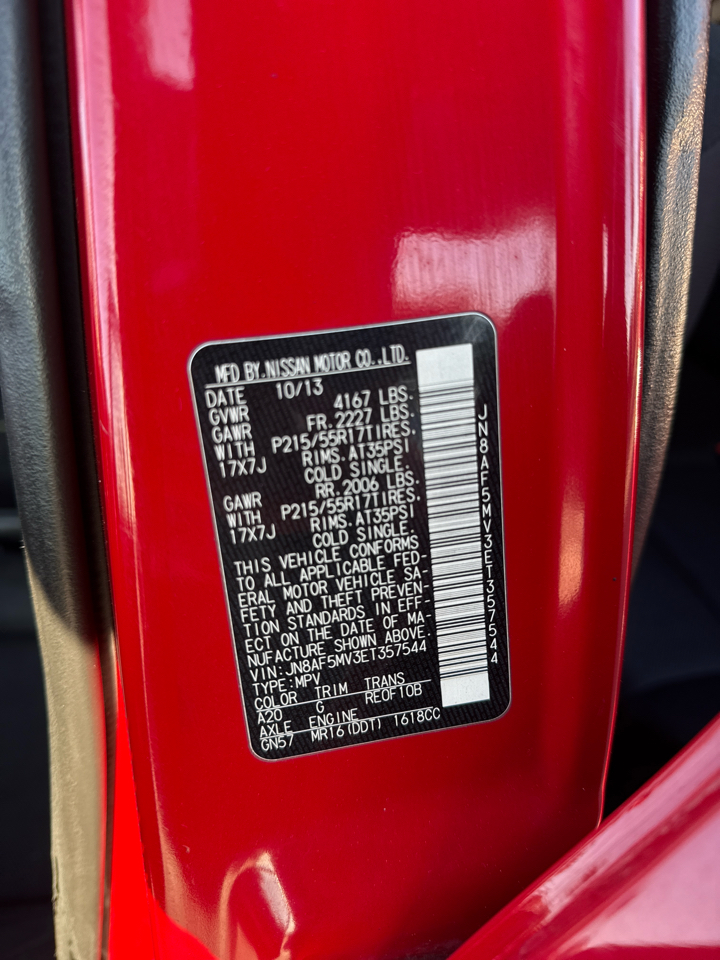 MFD BY.NISSAN MOTOR CO.,LTD.
DATE 10/13
GVWR 4167 LBS.
GAWR FR.2227 LBS.
WITH P215/55R17TIRES.
17X7J RIMS.AT35PSI
COLD SINGLE.
GAWR RR.2006 LBS.
WITH P215/55R17TIRES.
17X7J RIMS.AT35PSI
COLD SINGLE.
THIS VEHICLE CONFORMS
TO ALL APPLICABLE FED-
ERAL MOTOR VEHICLE SA-
FETY AND THEFT PREVEN-
TION STANDARDS IN EFF-
ECT ON THE DATE OF MA-
NUFACTURE SHOWN ABOVE.
VIN:JN8AF5MV3ET357544
TYPE:MPV
COLOR TRIM TRANS
A20 G RE0F10B
AXLE ENGINE
GN57 MR16(DDT) 1618CC
JN8AF5MV3ET357544